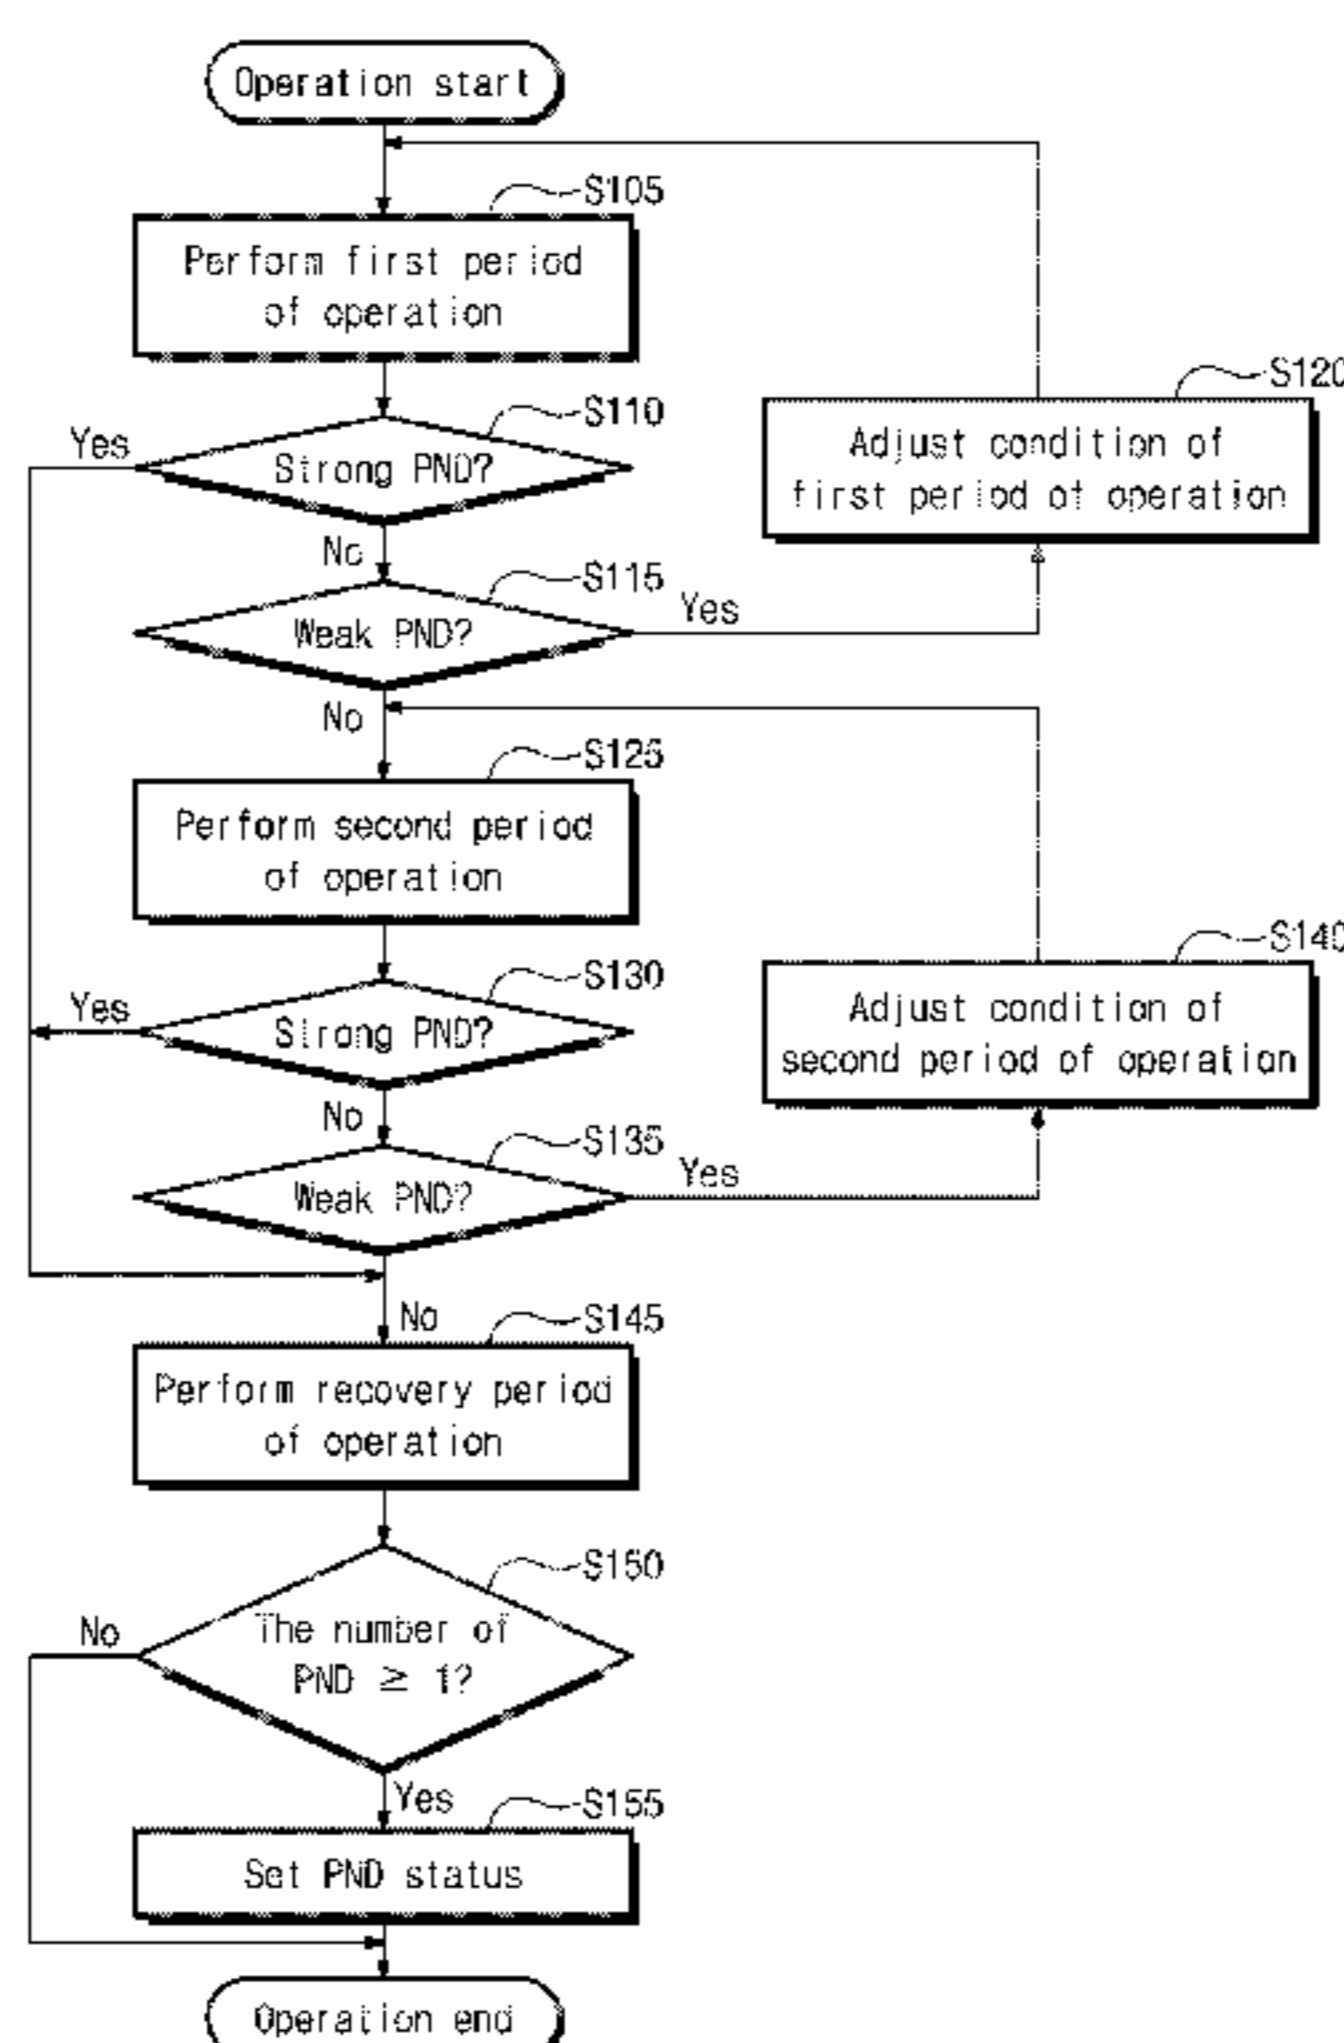 Operation start
S105
Perform first period
of operation
S110
Yes
Strong PND?
No
S120
Adjust condition of
first period of operation
S115
Weak PND?
Yes
No
S125
Perform second period
of operation
S130
Yes
Strong PND?
No
S140
Adjust condition of
second period of operation
S135
Weak PND?
Yes
No
S145
Perform recovery period
of operation
S150
No
The number of
PND ≥ 1?
Yes
S155
Set PND status
Operation end